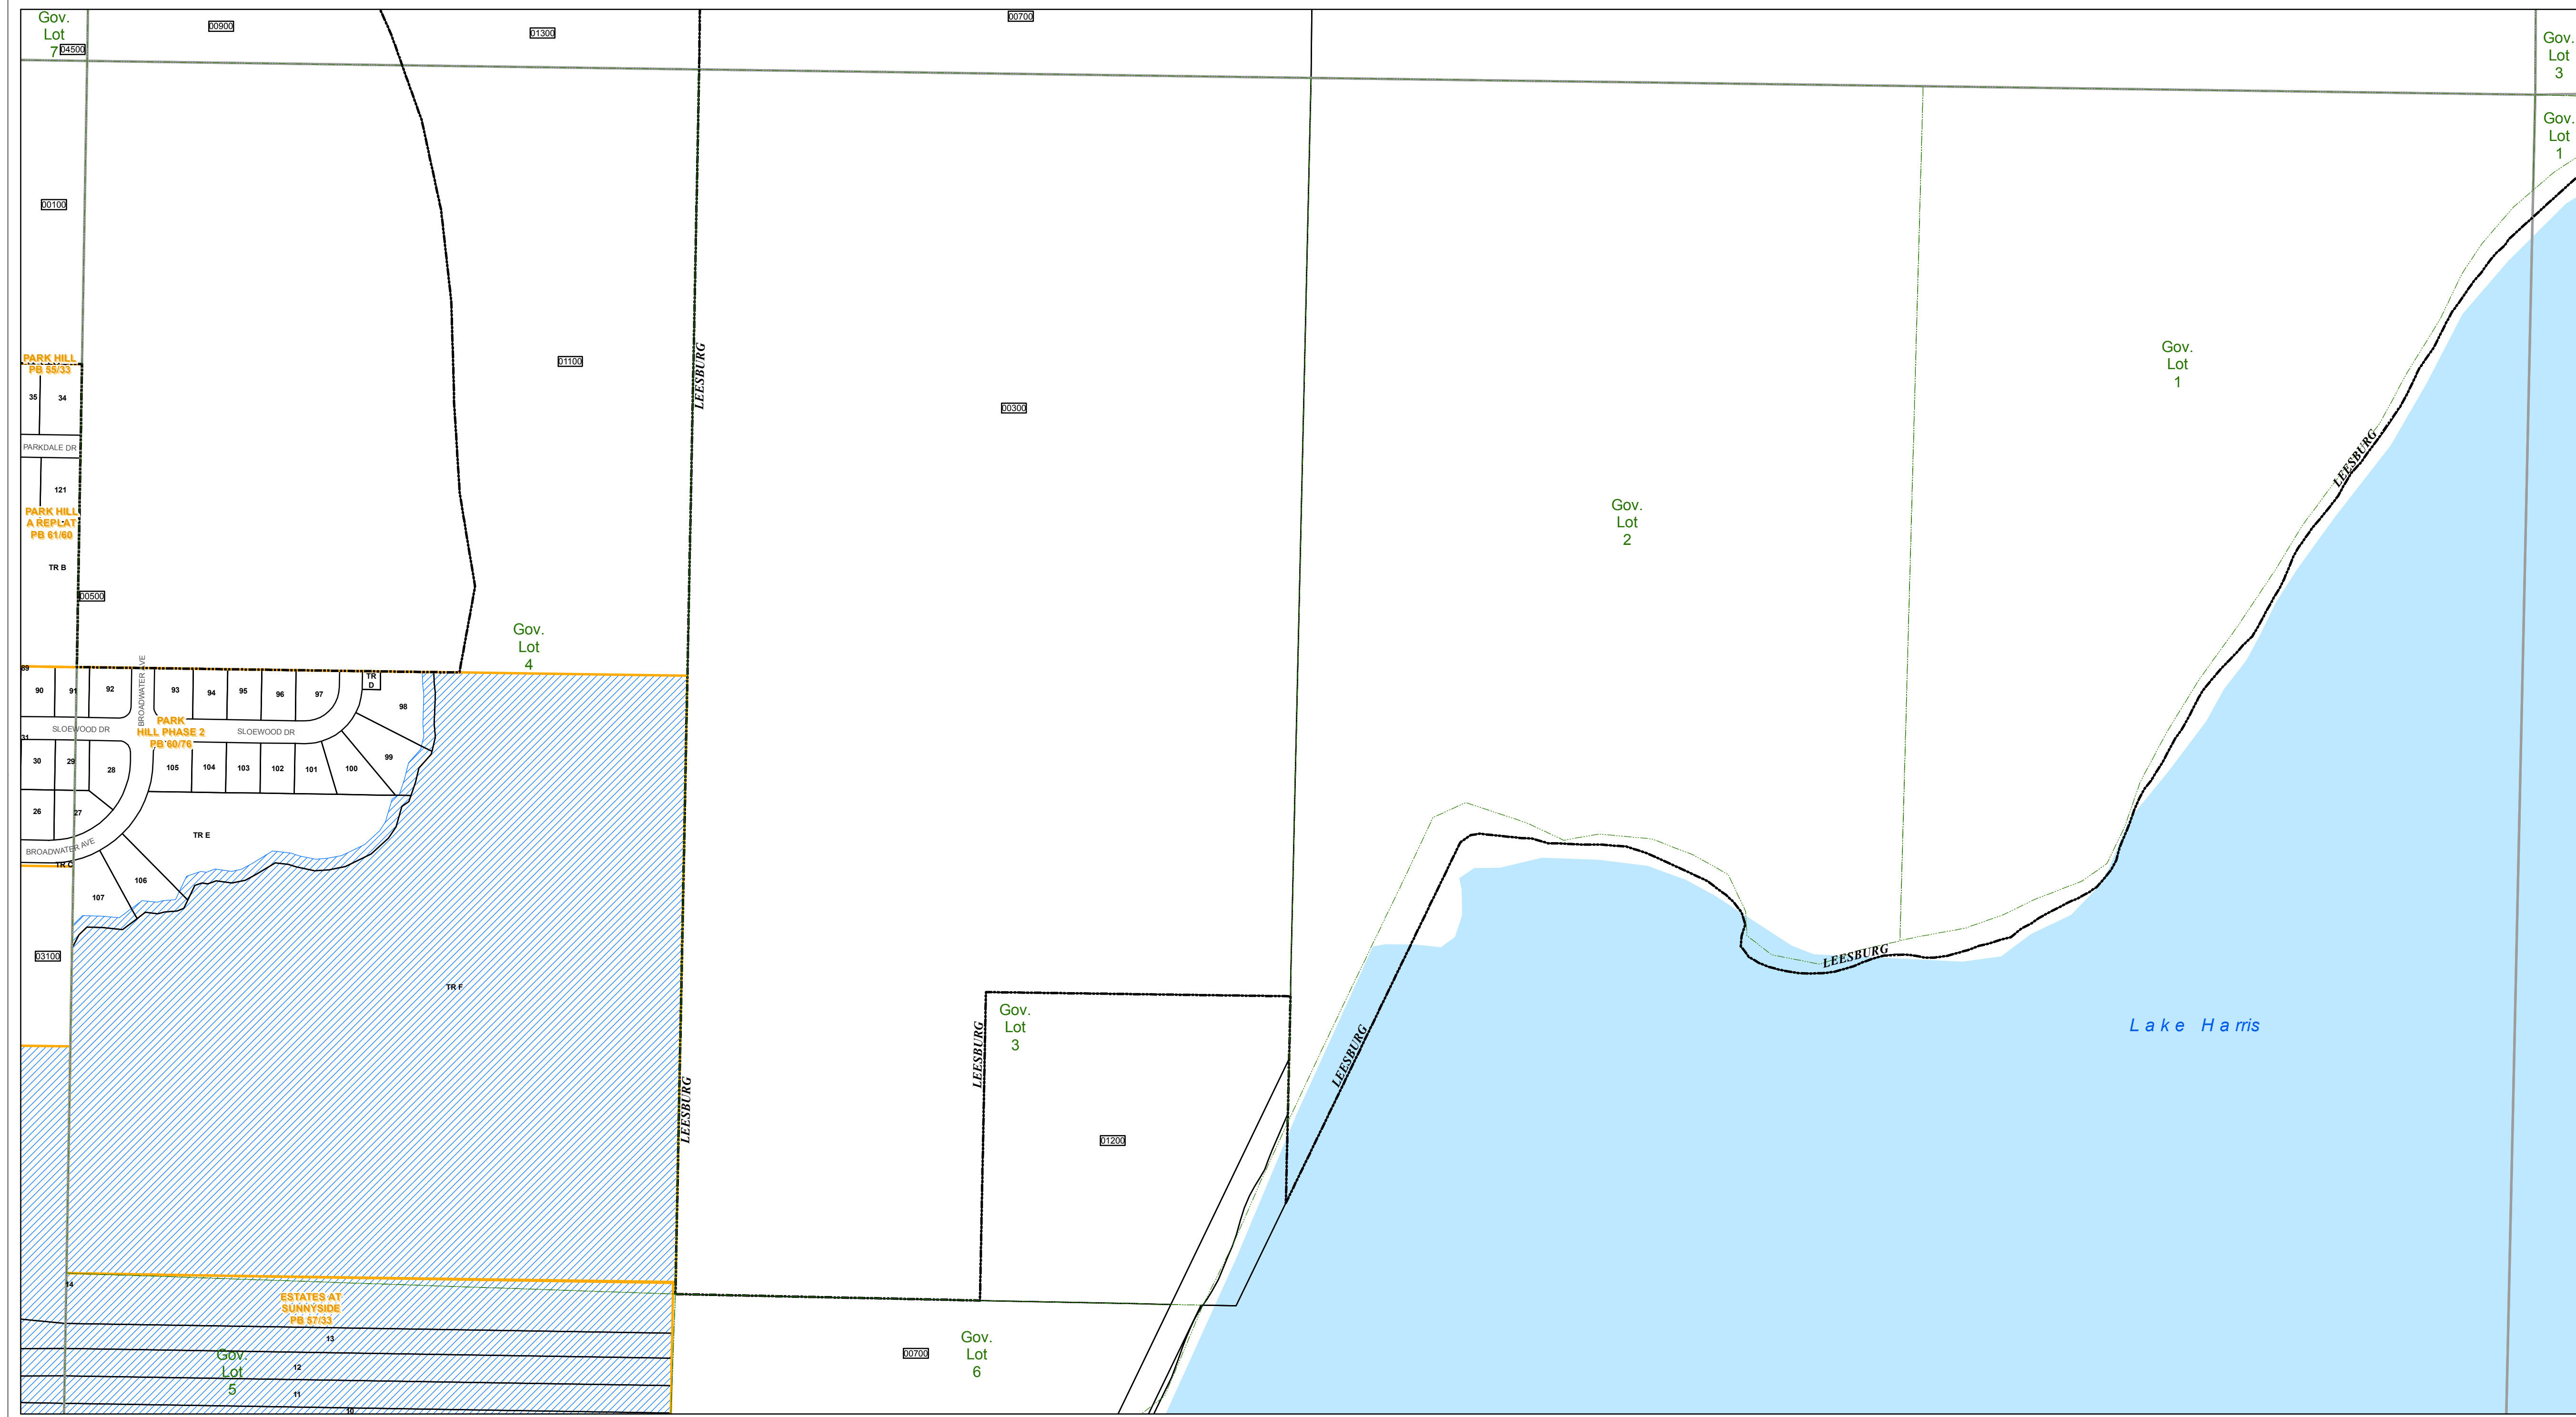 Gov.
Lot
7
04500
00900
01300
00700
Gov.
Lot
3
Gov.
Lot
1
00100
PARK HILL
PB 55/33
35
34
PARKDALE DR
121
PARK HILL
A REPLAT
PB 61/60
TR B
00500
01100
LEESBURG
00300
Gov.
Lot
1
LEESBURG
Gov.
Lot
2
Gov.
Lot
4
89
90
91
92
BROADWATER AVE
93
94
95
96
97
TR
D
98
SLOEWOOD DR
PARK
HILL PHASE 2
PB 60/76
SLOEWOOD DR
31
30
29
28
105
104
103
102
101
100
99
26
27
TR E
BROADWATER AVE
TR C
106
107
03100
TR F
LEESBURG
LEESBURG
Gov.
Lot
3
LEESBURG
LEESBURG
Lake Harris
01200
14
ESTATES AT
SUNNYSIDE
PB 57/33
13
Gov.
Lot
5
12
11
10
00700
Gov.
Lot
6